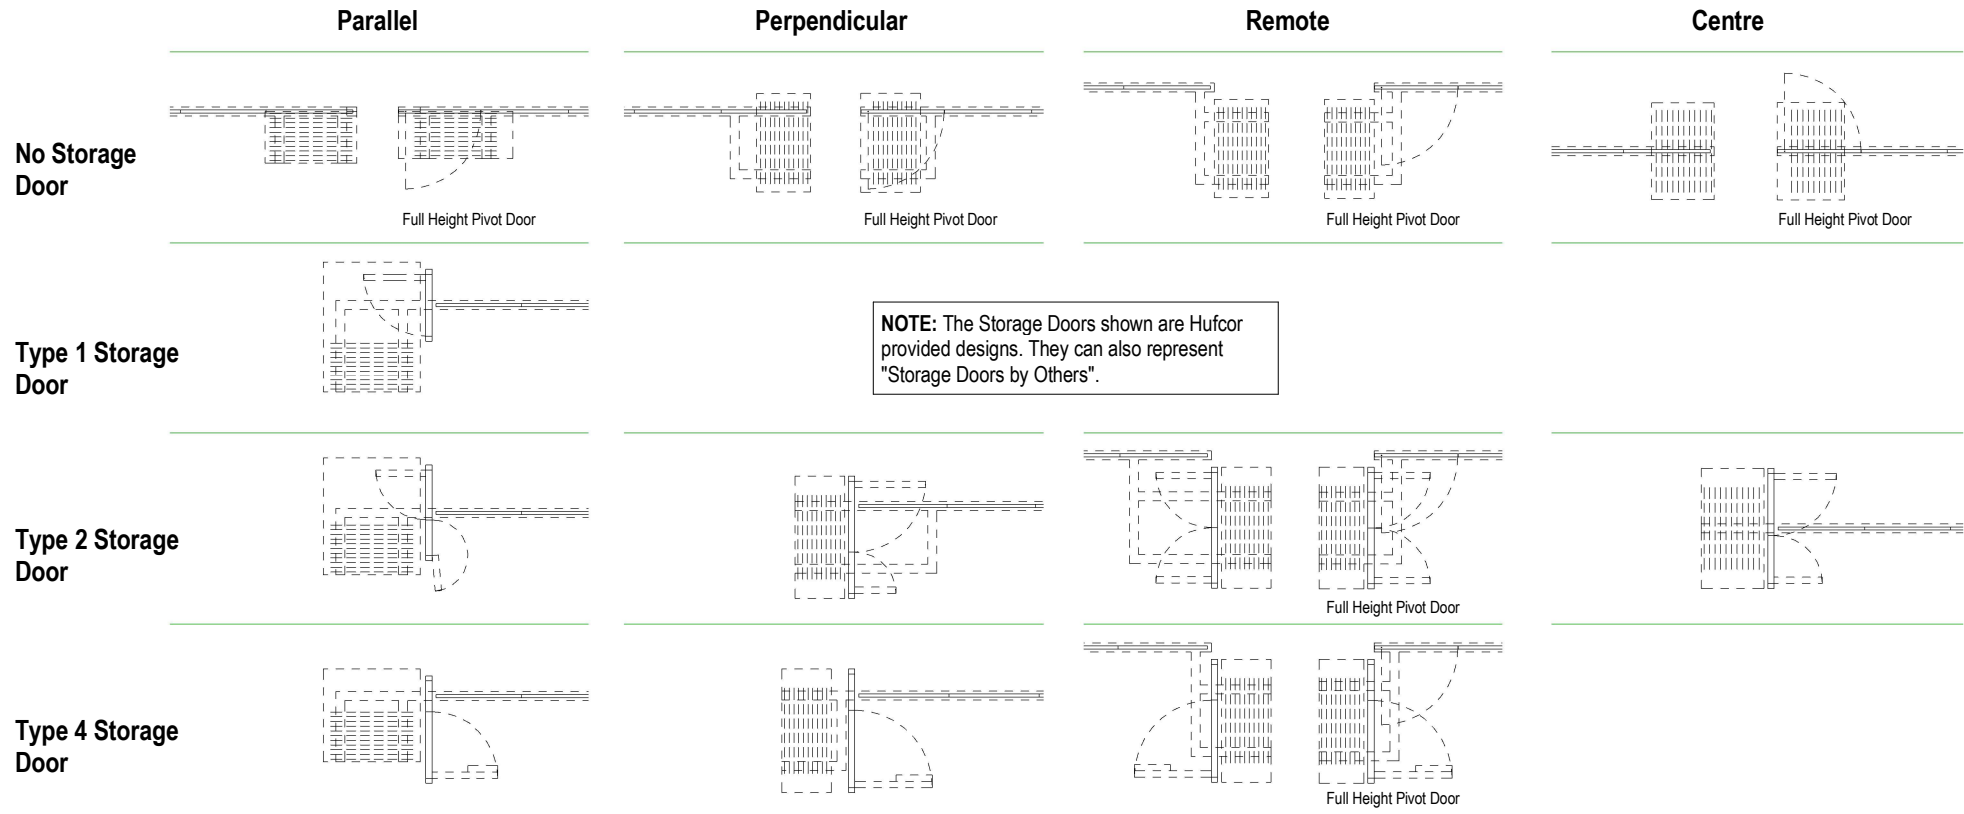 Parallel
Perpendicular
Remote
Centre
No Storage
Door
Full Height Pivot Door
Full Height Pivot Door
Full Height Pivot Door
Full Height Pivot Door
Type 1 Storage
Door
NOTE: The Storage Doors shown are Hufcor
provided designs. They can also represent
"Storage Doors by Others".
Type 2 Storage
Door
Full Height Pivot Door
Type 4 Storage
Door
Full Height Pivot Door